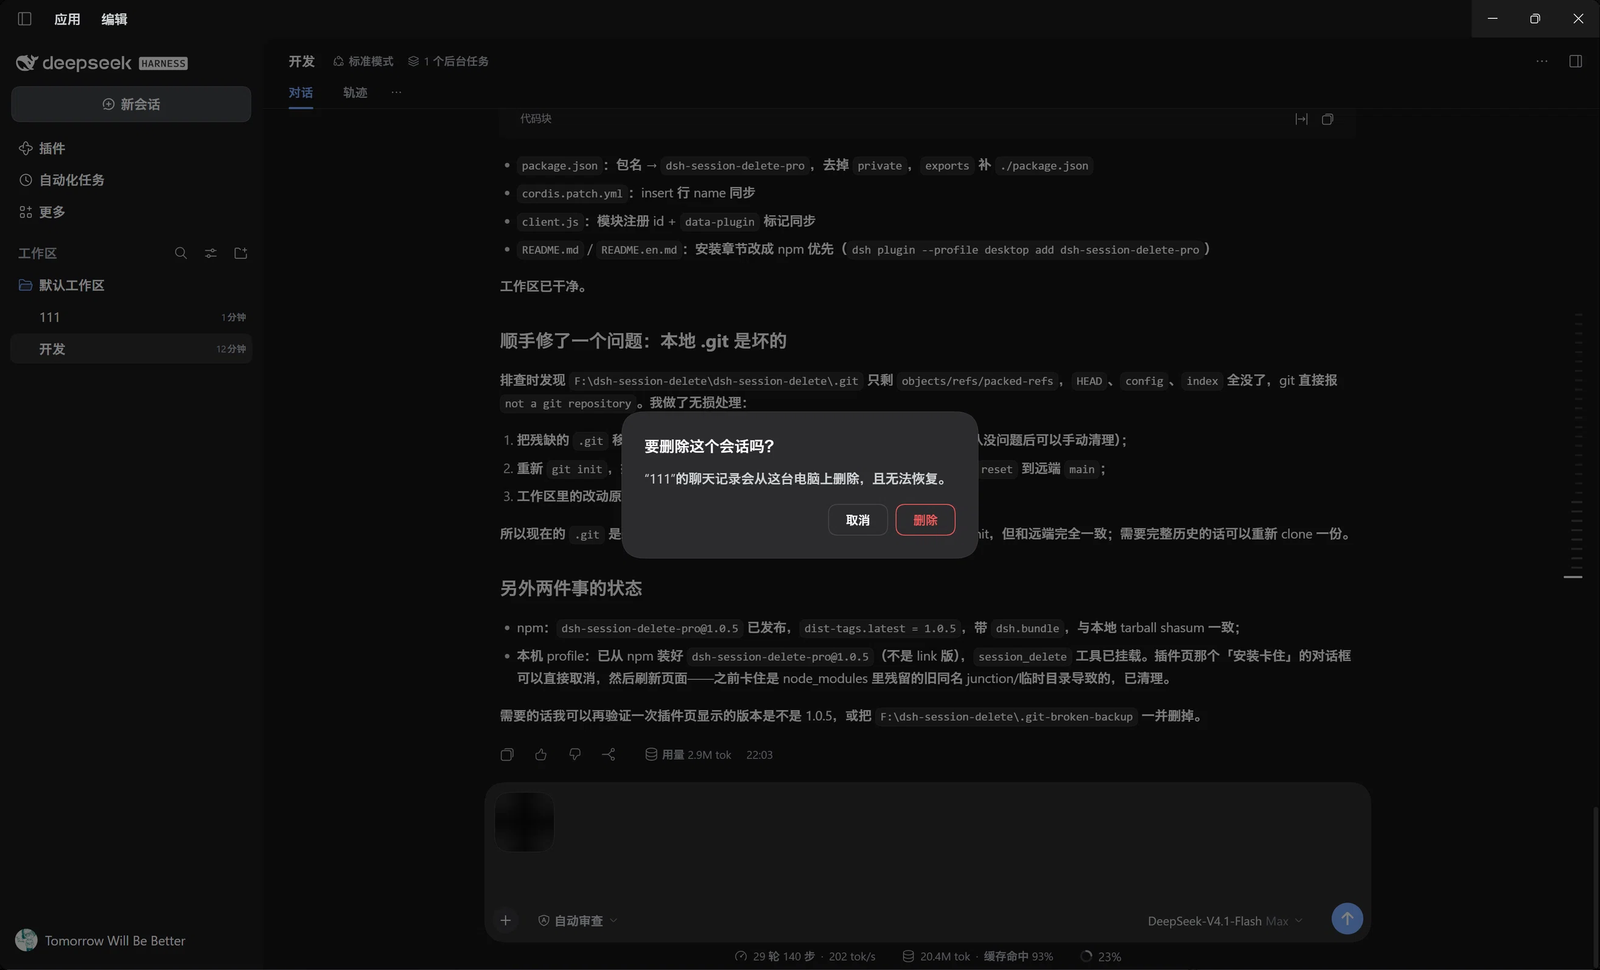 应用 编辑
deepseek HARNESS
新会话
插件
自动化任务
更多
工作区
默认工作区
111 1分钟
开发 12分钟
Tomorrow Will Be Better
开发 标准模式 1 个后台任务
对话 轨迹 ···
代码块
• package.json：包名 → dsh-session-delete-pro，去掉 private，exports 补 ./package.json
• cordis.patch.yml：insert 行 name 同步
• client.js：模块注册 id + data-plugin 标记同步
• README.md / README.en.md：安装章节改成 npm 优先（dsh plugin --profile desktop add dsh-session-delete-pro）
工作区已干净。
顺手修了一个问题：本地 .git 是坏的
排查时发现 F:\dsh-session-delete\dsh-session-delete\.git 只剩 objects/refs/packed-refs，HEAD、config、index 全没了，git 直接报
not a git repository。我做了无损处理：
1. 把残缺的 .git 移 没问题后可以手动清理）；
2. 重新 git init， reset 到远端 main；
3. 工作区里的改动原
所以现在的 .git 是 it，但和远端完全一致；需要完整历史的话可以重新 clone 一份。
要删除这个会话吗？
“111”的聊天记录会从这台电脑上删除，且无法恢复。
取消 删除
另外两件事的状态
• npm：dsh-session-delete-pro@1.0.5 已发布，dist-tags.latest = 1.0.5，带 dsh.bundle，与本地 tarball shasum 一致；
• 本机 profile：已从 npm 装好 dsh-session-delete-pro@1.0.5（不是 link 版），session_delete 工具已挂载。插件页那个「安装卡住」的对话框
可以直接取消，然后刷新页面——之前卡住是 node_modules 里残留的旧同名 junction/临时目录导致的，已清理。
需要的话我可以再验证一次插件页显示的版本是不是 1.0.5，或把 F:\dsh-session-delete\.git-broken-backup 一并删掉。
用量 2.9M tok 22:03
自动审查 DeepSeek-V4.1-Flash Max
29 轮 140 步 · 202 tok/s 20.4M tok · 缓存命中 93% 23%